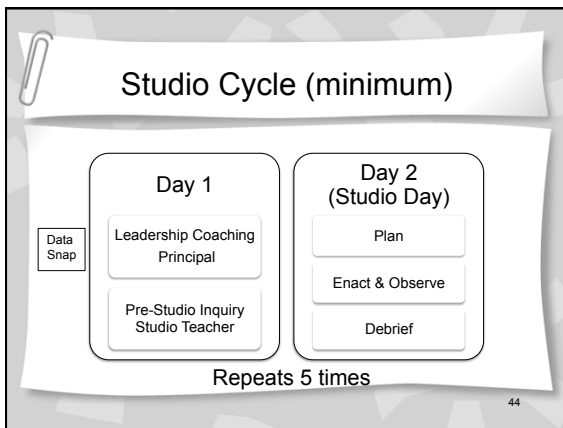 Studio Cycle (minimum)
Data
Snap
Day 1
Leadership Coaching
Principal
Pre-Studio Inquiry
Studio Teacher
Day 2
(Studio Day)
Plan
Enact & Observe
Debrief
Repeats 5 times
44